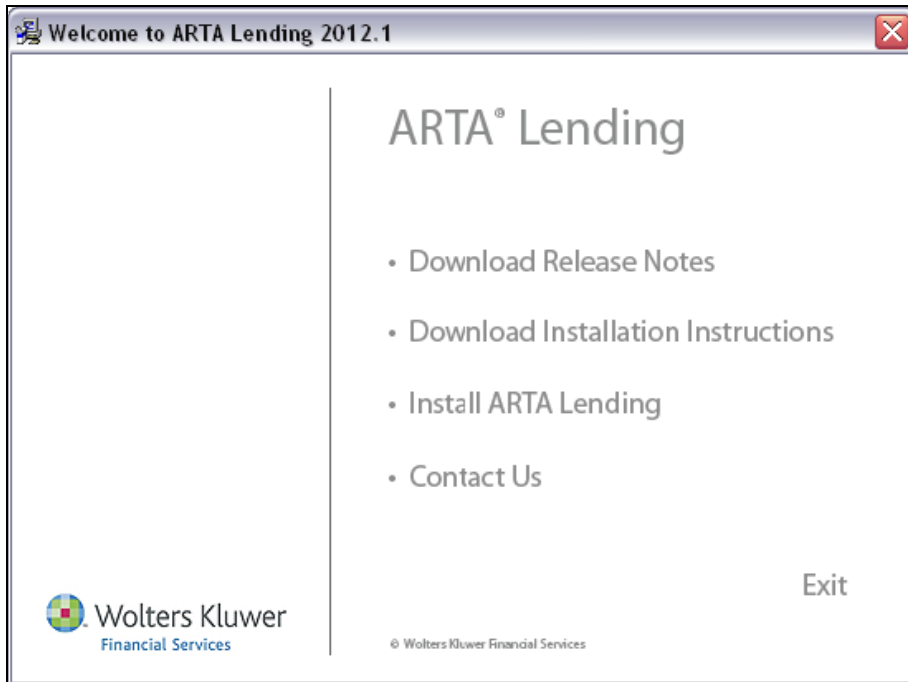 Welcome to ARTA Lending 2012.1
ARTA® Lending
• Download Release Notes
• Download Installation Instructions
• Install ARTA Lending
• Contact Us
Exit
Wolters Kluwer
Financial Services
© Wolters Kluwer Financial Services